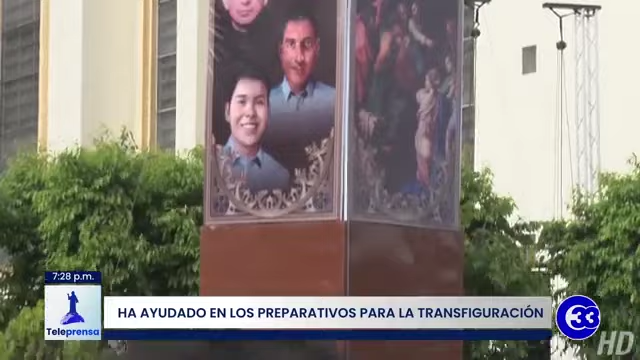 7:28 p.m.
HA AYUDADO EN LOS PREPARATIVOS PARA LA TRANSFIGURACIÓN
Teleprensa
33
HD